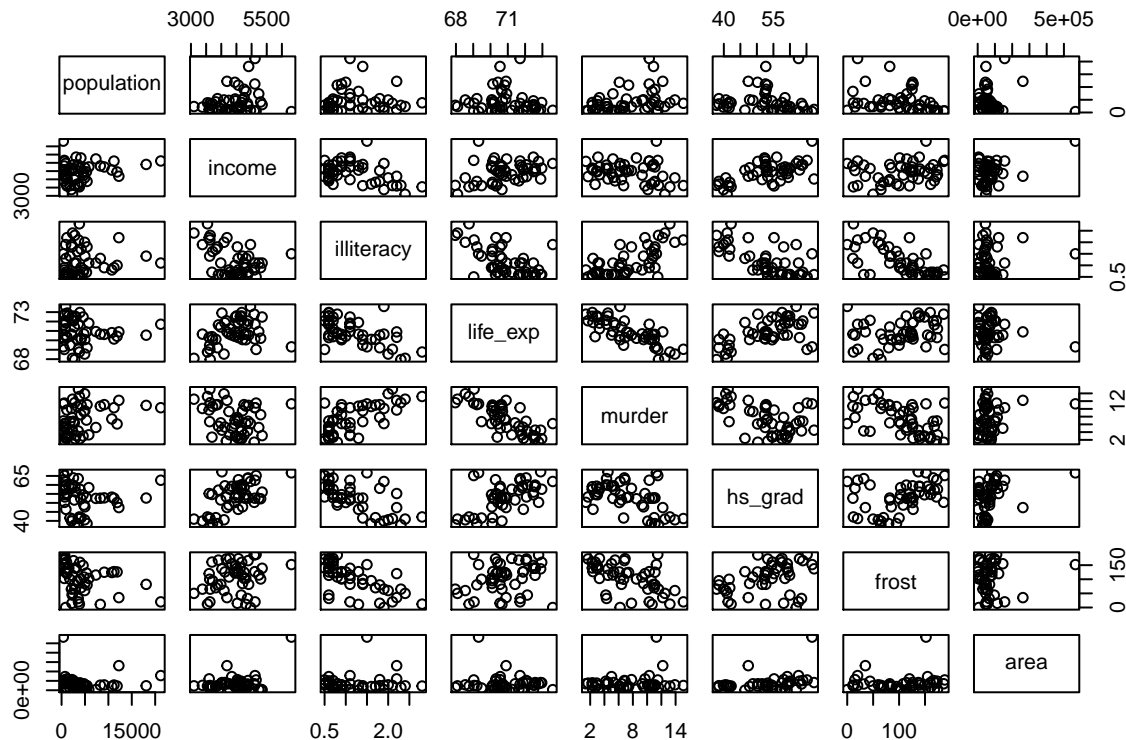 3000 5500 68 71 40 55 0e+00 5e+05
population 0
3000 income
illiteracy 0.5
68 73 life_exp
murder 2 12
40 65 hs_grad
frost 0 150
0e+00 area
0 15000 0.5 2.0 2 8 14 0 100